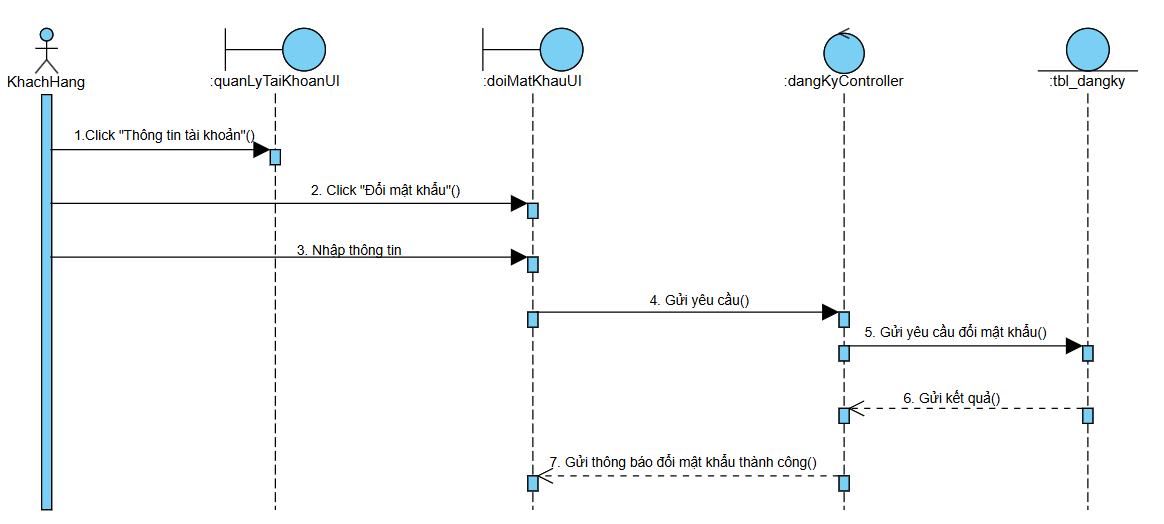 KhachHang
:quanLyTaiKhoanUI
:doiMatKhauUI
:dangKyController
:tbl_dangky
1.Click "Thông tin tài khoản"()
2. Click "Đổi mật khẩu"()
3. Nhập thông tin
4. Gửi yêu cầu()
5. Gửi yêu cầu đổi mật khẩu()
6. Gửi kết quả()
7. Gửi thông báo đổi mật khẩu thành công()